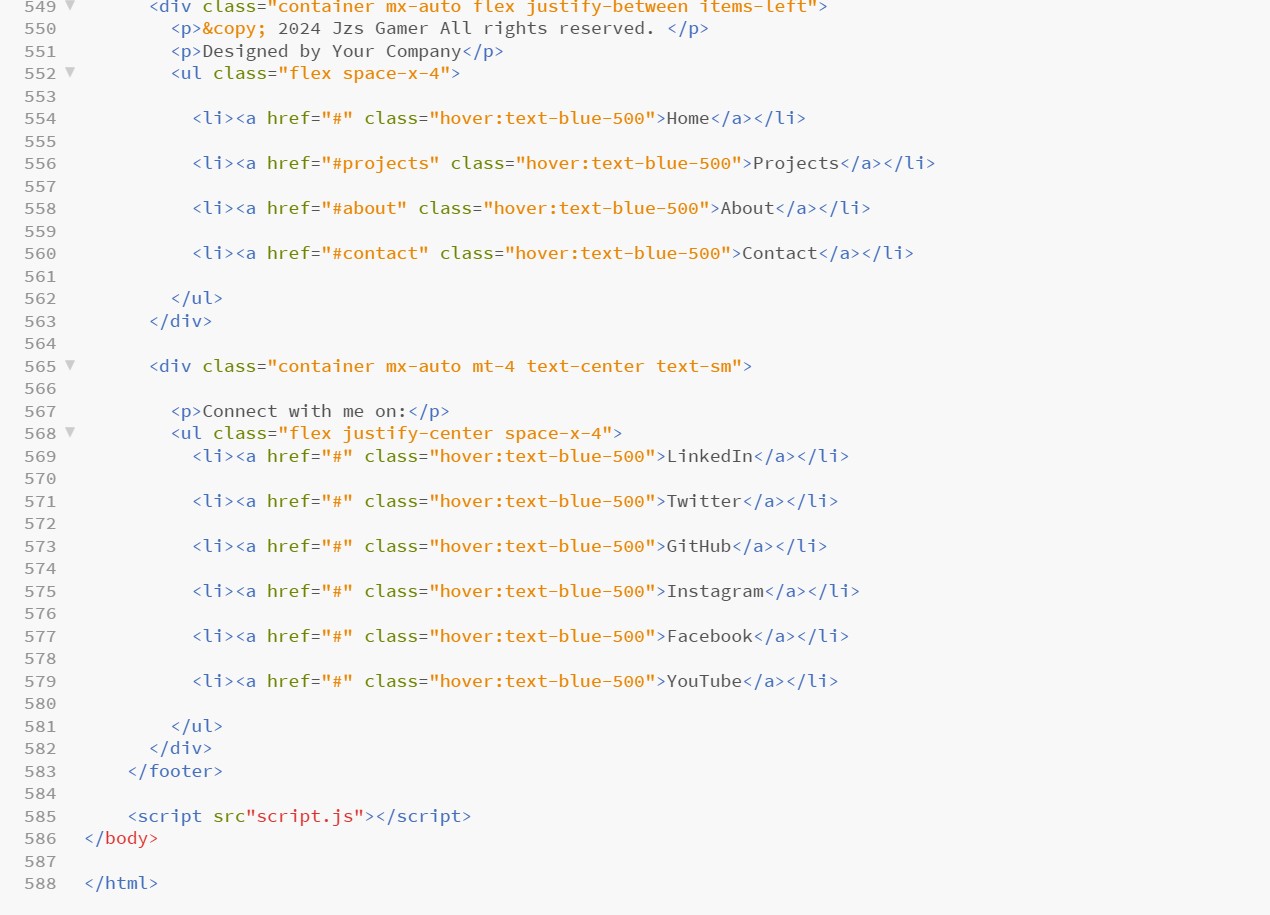 549 ▼ <div class="container mx-auto flex justify-between items-left">
550 <p>&copy; 2024 Jzs Gamer All rights reserved. </p>
551 <p>Designed by Your Company</p>
552 ▼ <ul class="flex space-x-4">
553
554 <li><a href="#" class="hover:text-blue-500">Home</a></li>
555
556 <li><a href="#projects" class="hover:text-blue-500">Projects</a></li>
557
558 <li><a href="#about" class="hover:text-blue-500">About</a></li>
559
560 <li><a href="#contact" class="hover:text-blue-500">Contact</a></li>
561
562 </ul>
563 </div>
564
565 ▼ <div class="container mx-auto mt-4 text-center text-sm">
566
567 <p>Connect with me on:</p>
568 ▼ <ul class="flex justify-center space-x-4">
569 <li><a href="#" class="hover:text-blue-500">LinkedIn</a></li>
570
571 <li><a href="#" class="hover:text-blue-500">Twitter</a></li>
572
573 <li><a href="#" class="hover:text-blue-500">GitHub</a></li>
574
575 <li><a href="#" class="hover:text-blue-500">Instagram</a></li>
576
577 <li><a href="#" class="hover:text-blue-500">Facebook</a></li>
578
579 <li><a href="#" class="hover:text-blue-500">YouTube</a></li>
580
581 </ul>
582 </div>
583 </footer>
584
585 <script src"script.js"></script>
586 </body>
587
588 </html>